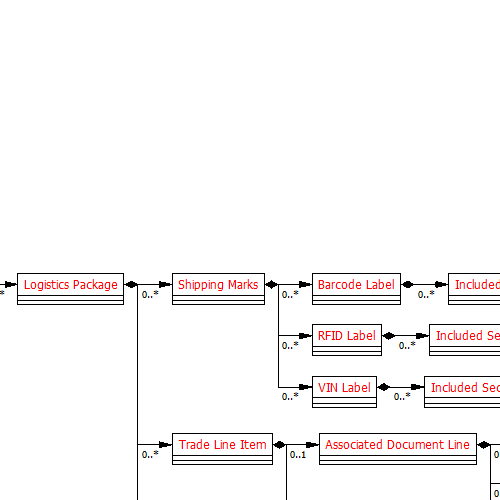 Logistics Package
Shipping Marks
Barcode Label
Included
*
0..*
0..*
0..*
RFID Label
Included Se
0..*
0..*
VIN Label
Included Sec
0..*
0..*
Trade Line Item
Associated Document Line
0..*
0..1
0
0